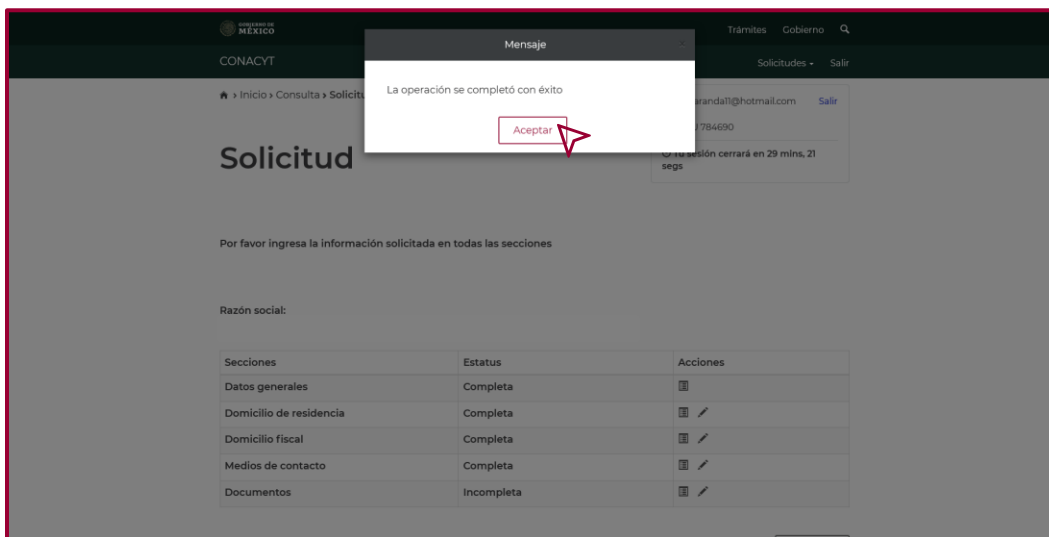 GOBIERNO DE
MÉXICO
Trámites Gobierno
Mensaje
×
CONACYT
Solicitudes Salir
Inicio › Consulta › Solicitu
La operación se completó con éxito
aranda11@hotmail.com Salir
Aceptar
784690
Solicitud
Tu sesión cerrará en 29 mins, 21
segs
Por favor ingresa la información solicitada en todas las secciones
Razón social:
Secciones Estatus Acciones
Datos generales Completa
Domicilio de residencia Completa
Domicilio fiscal Completa
Medios de contacto Completa
Documentos Incompleta